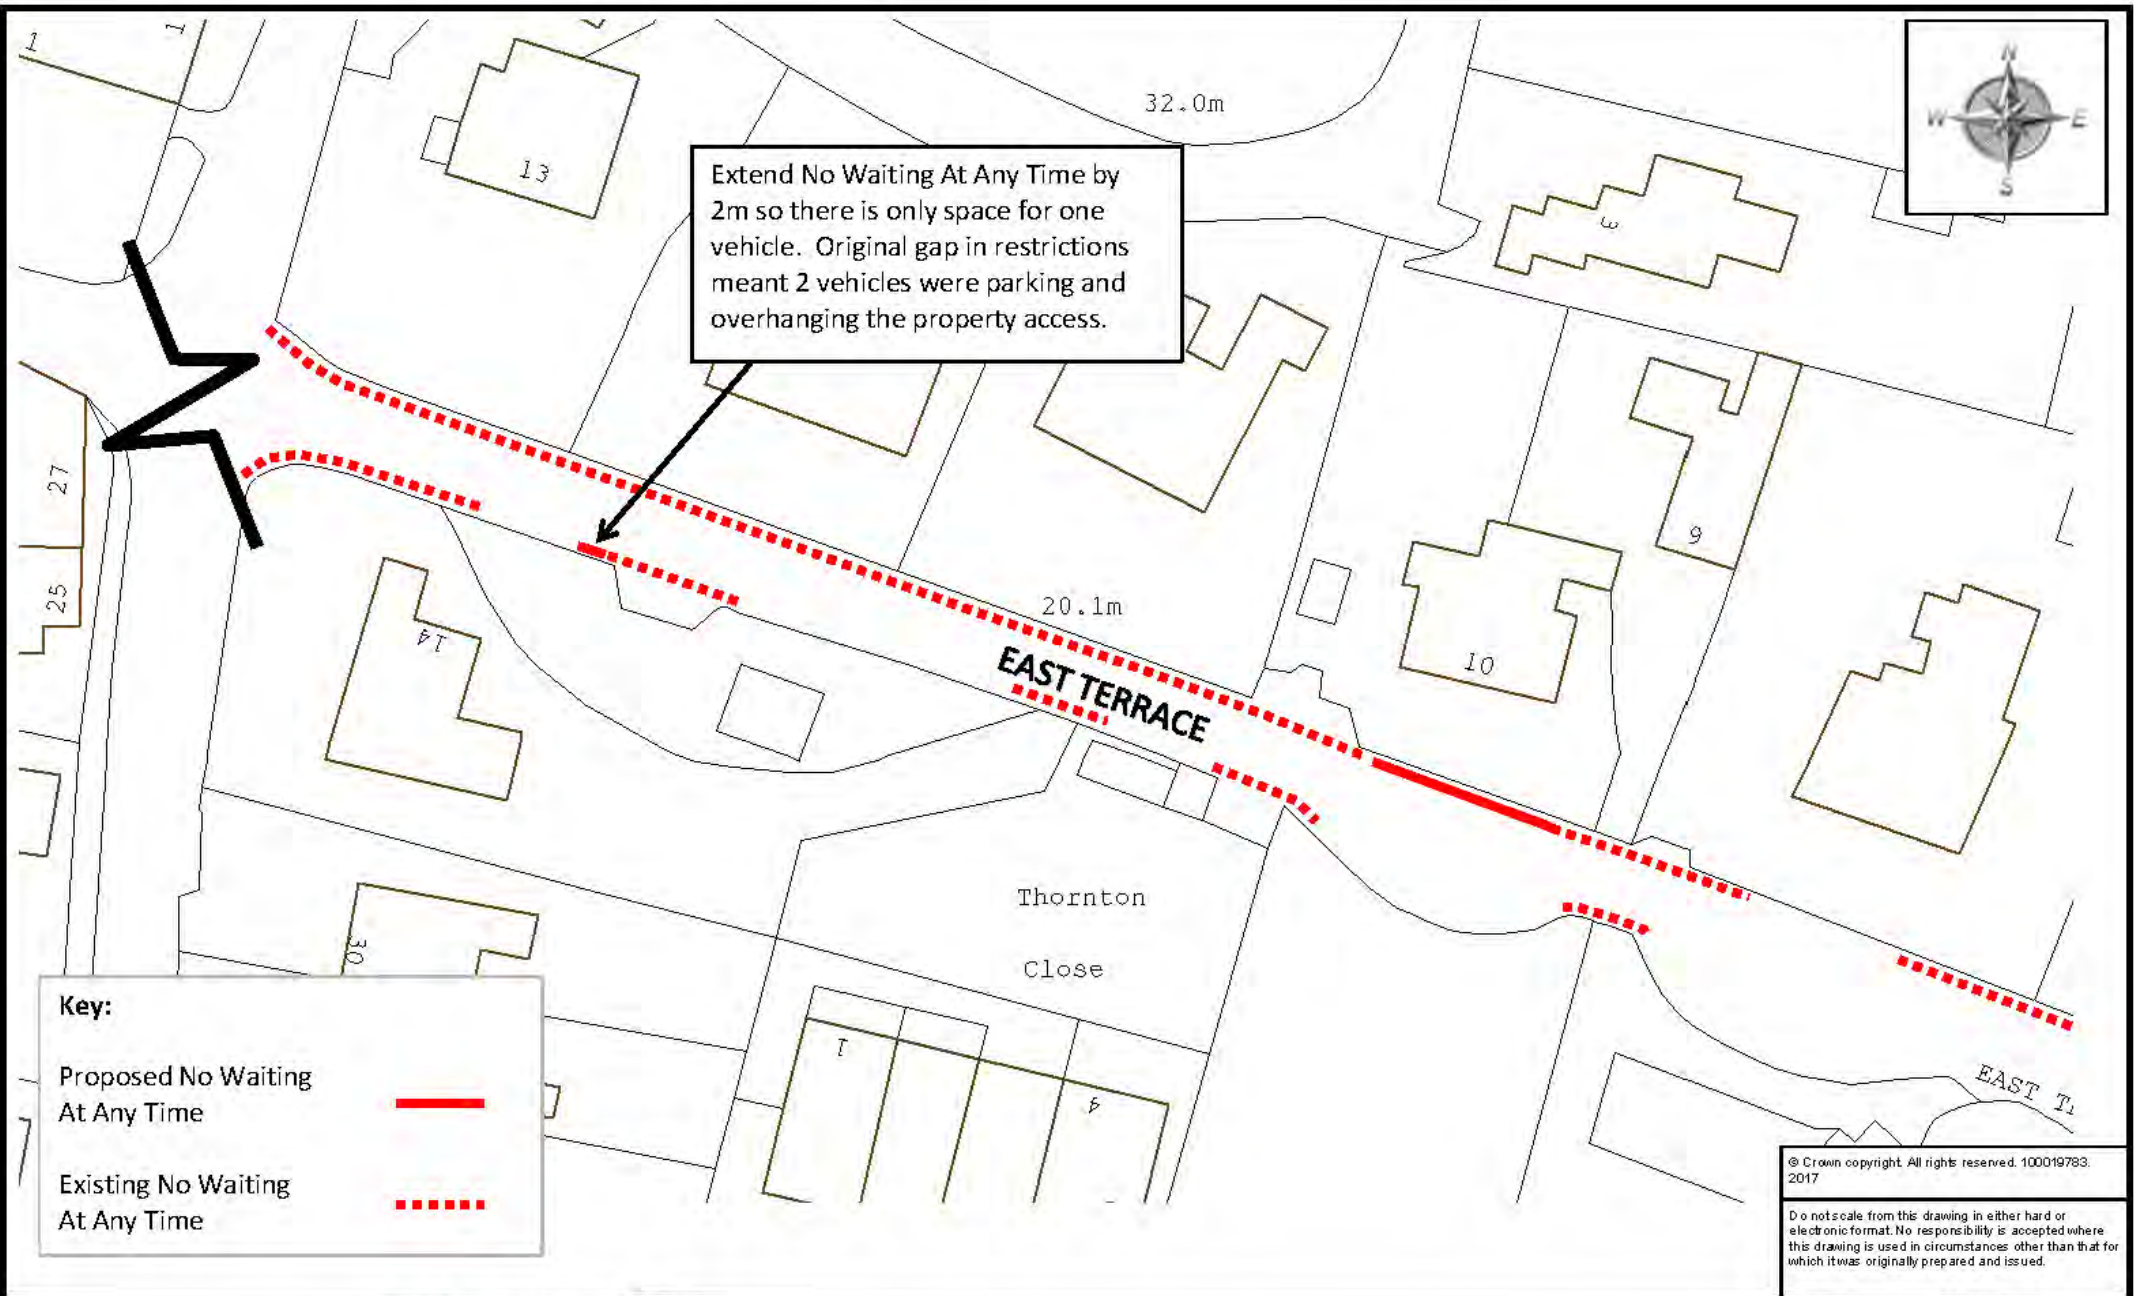 1
1
32.0m
N
W
E
S
13
3
Extend No Waiting At Any Time by
2m so there is only space for one
vehicle. Original gap in restrictions
meant 2 vehicles were parking and
overhanging the property access.
27
25
14
9
10
20.1m
EAST TERRACE
30
Thornton
Close
1
4
EAST
Key:
Proposed No Waiting
At Any Time
Existing No Waiting
At Any Time
© Crown copyright. All rights reserved. 100019783.
2017
Do not scale from this drawing in either hard or
electronic format. No responsibility is accepted where
this drawing is used in circumstances other than that for
which it was originally prepared and issued.